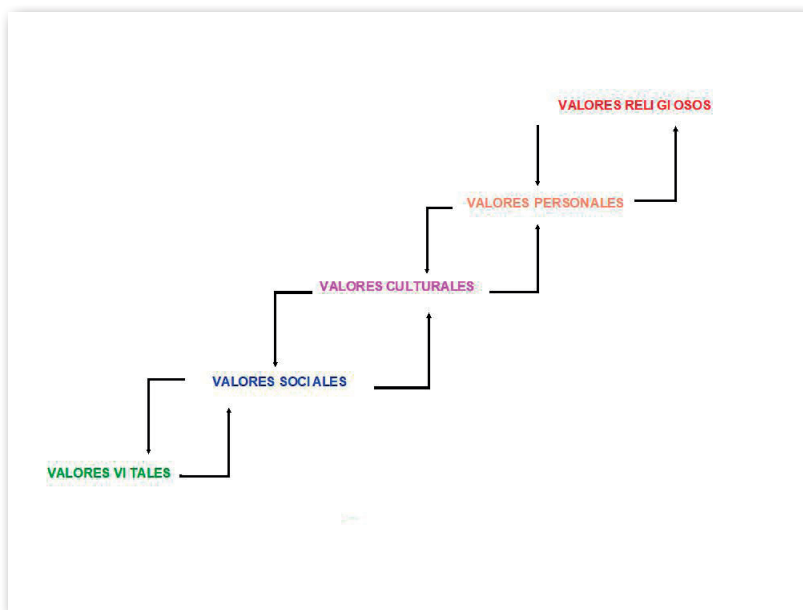 VALORES RELIGIOSOS
VALORES PERSONALES
VALORES CULTURALES
VALORES SOCIALES
VALORES VITALES